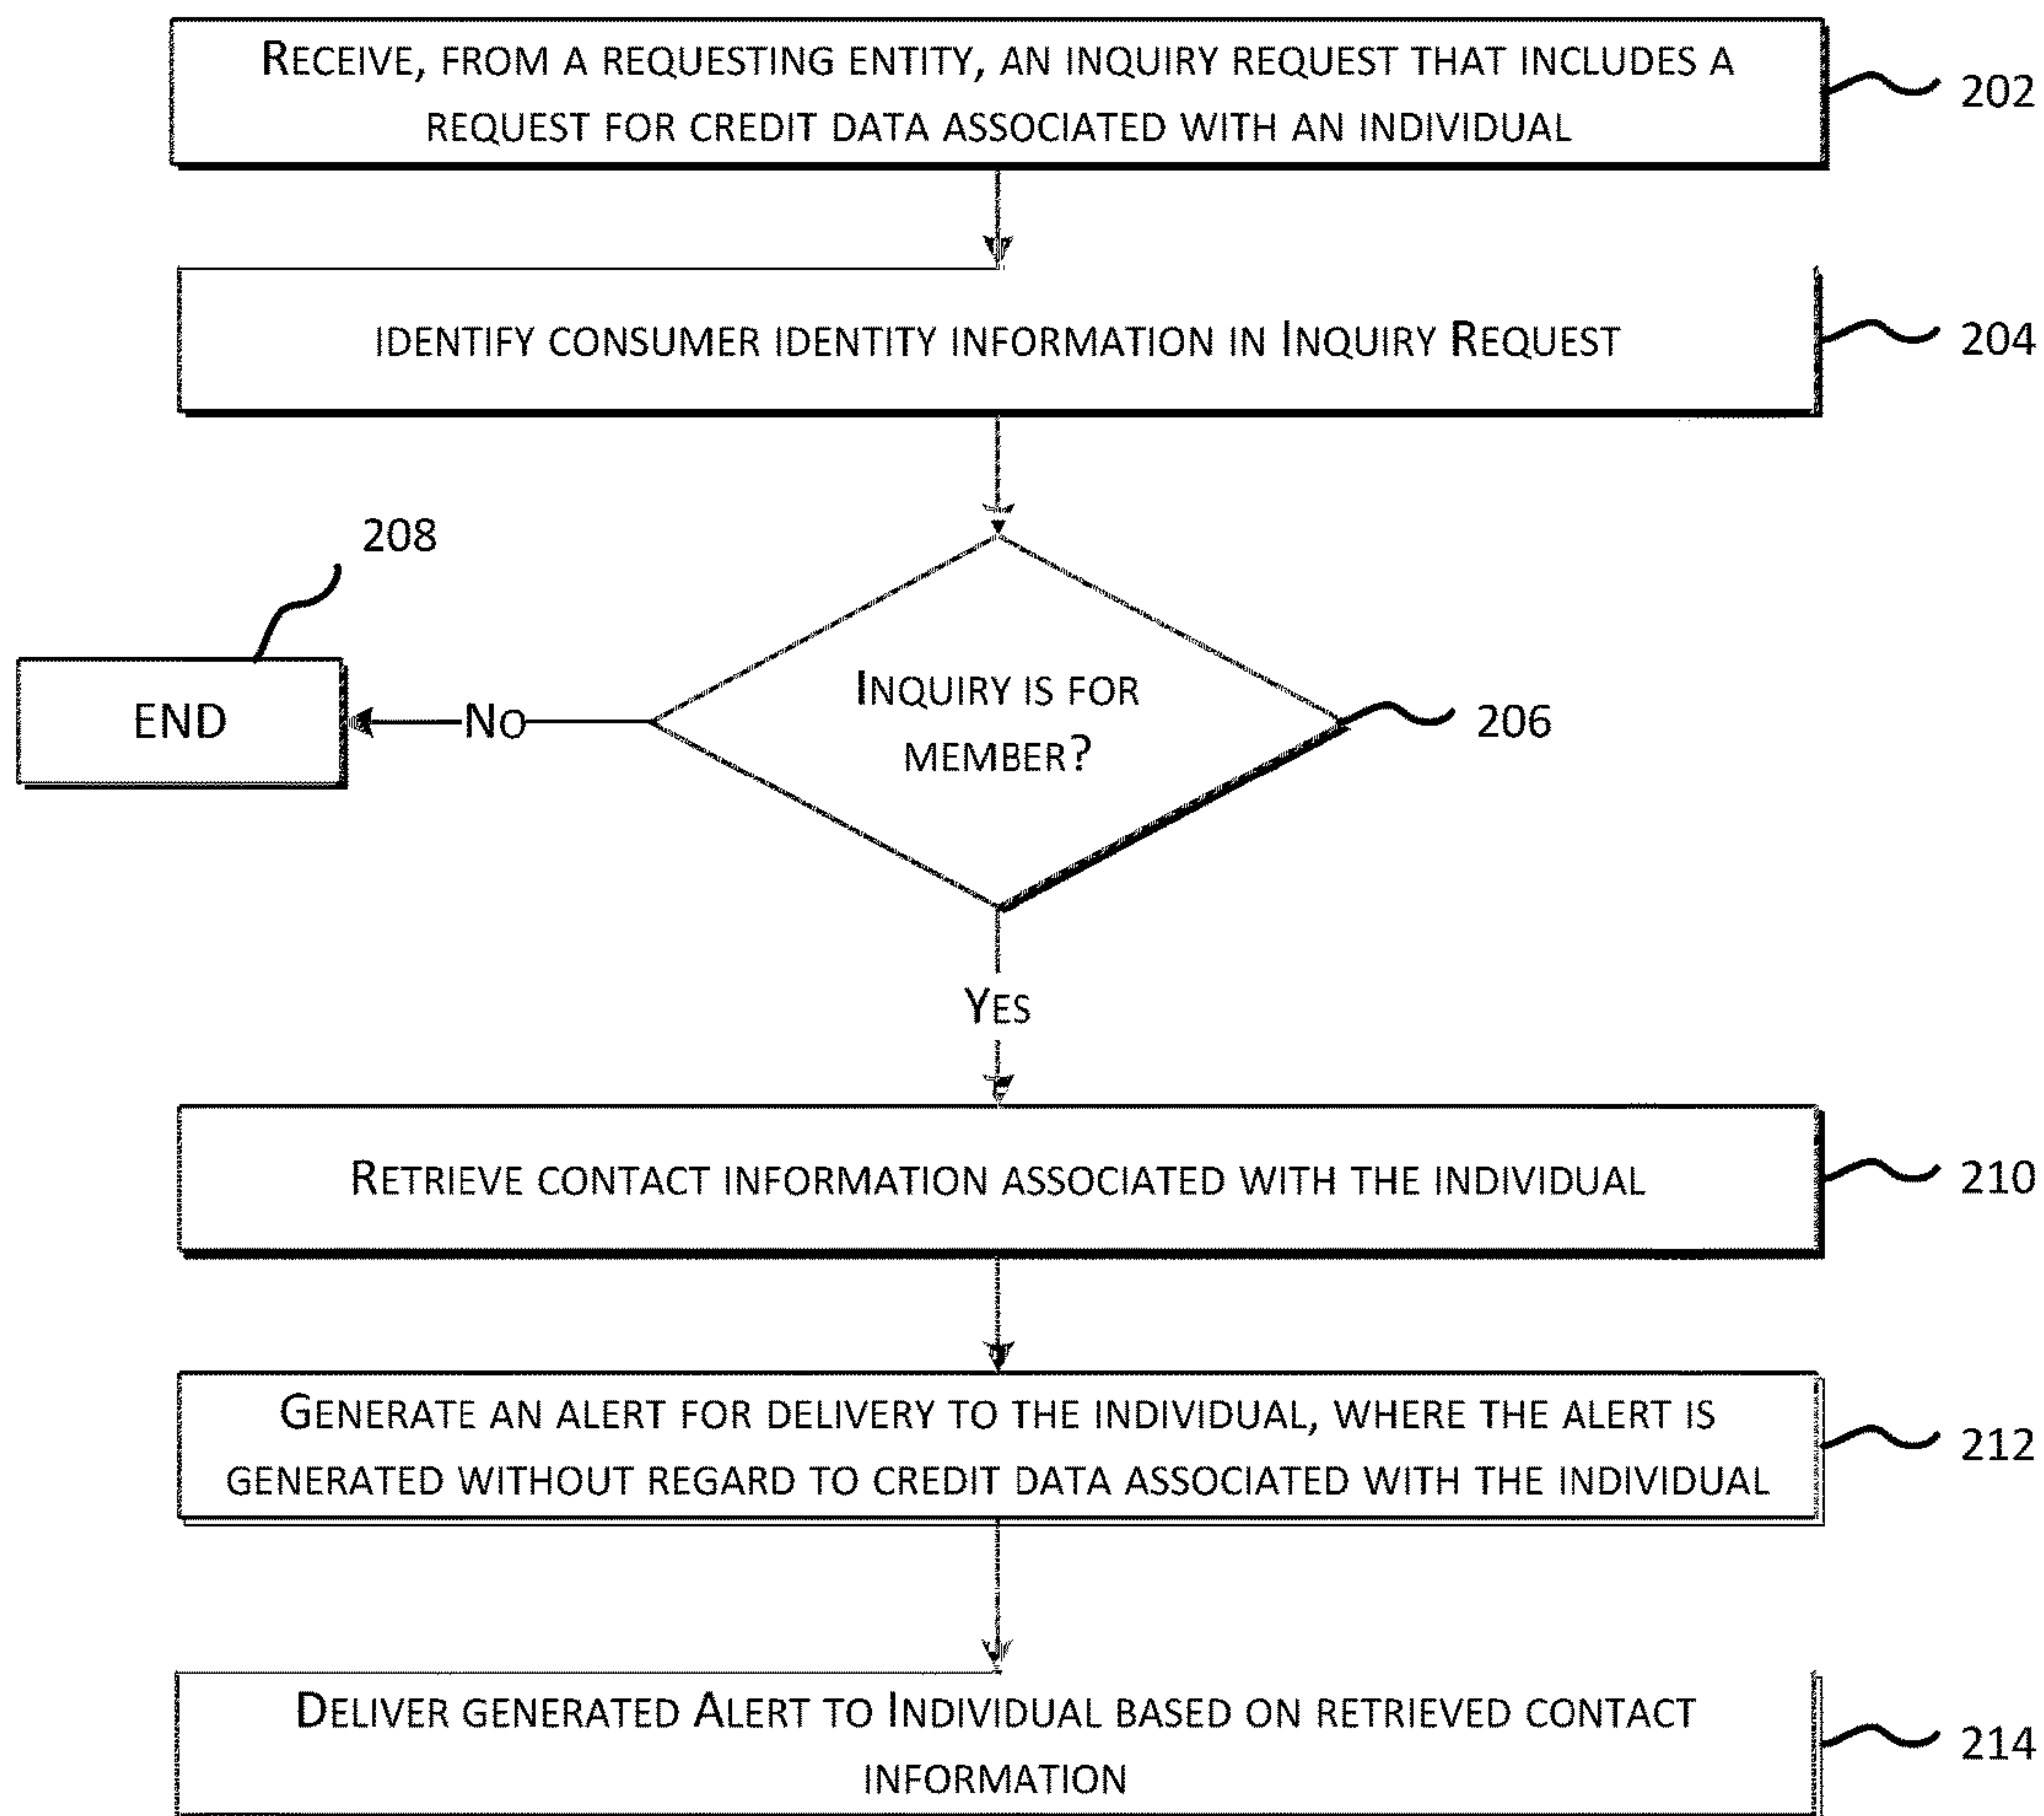 RECEIVE, FROM A REQUESTING ENTITY, AN INQUIRY REQUEST THAT INCLUDES A
REQUEST FOR CREDIT DATA ASSOCIATED WITH AN INDIVIDUAL
202
IDENTIFY CONSUMER IDENTITY INFORMATION IN INQUIRY REQUEST
204
208
END
NO
INQUIRY IS FOR
MEMBER?
206
YES
RETRIEVE CONTACT INFORMATION ASSOCIATED WITH THE INDIVIDUAL
210
GENERATE AN ALERT FOR DELIVERY TO THE INDIVIDUAL, WHERE THE ALERT IS
GENERATED WITHOUT REGARD TO CREDIT DATA ASSOCIATED WITH THE INDIVIDUAL
212
DELIVER GENERATED ALERT TO INDIVIDUAL BASED ON RETRIEVED CONTACT
INFORMATION
214